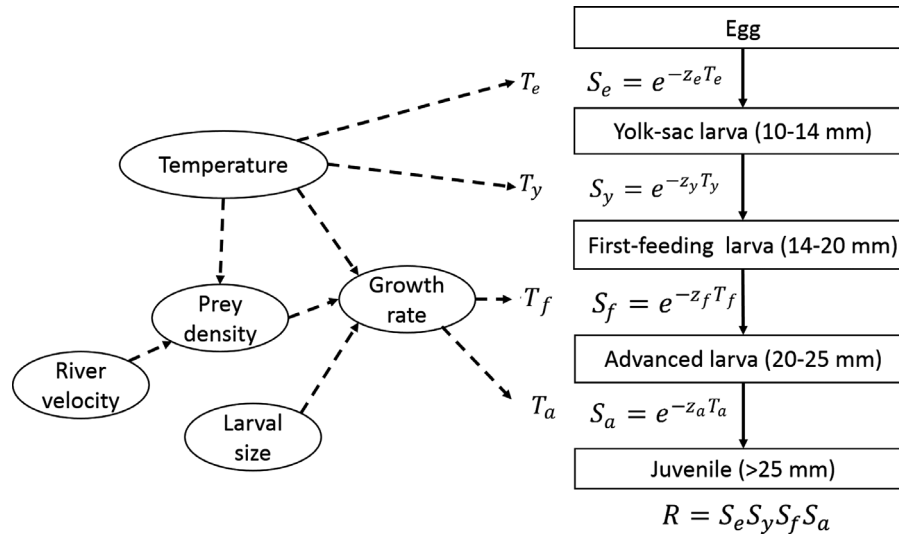 Egg
$S_e = e^{-z_e T_e}$
Yolk-sac larva (10-14 mm)
$S_y = e^{-z_y T_y}$
First-feeding larva (14-20 mm)
$S_f = e^{-z_f T_f}$
Advanced larva (20-25 mm)
$S_a = e^{-z_a T_a}$
Juvenile (>25 mm)
$R = S_e S_y S_f S_a$
Temperature
$T_e$
$T_y$
Prey
density
Growth
rate
$T_f$
River
velocity
Larval
size
$T_a$